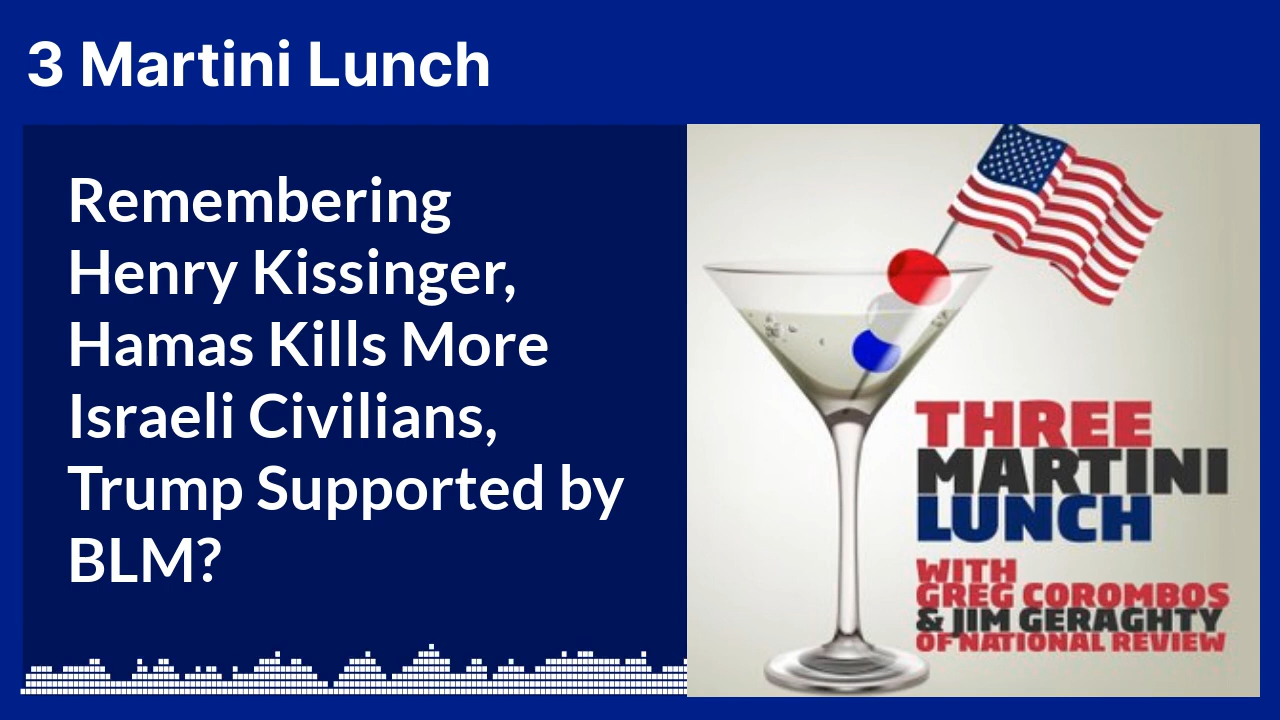 3 Martini Lunch
Remembering
Henry Kissinger,
Hamas Kills More
Israeli Civilians,
Trump Supported by
BLM?
THREE
MARTINI
LUNCH
WITH
GREG COROMBOS
& JIM GERAGHTY
OF NATIONAL REVIEW